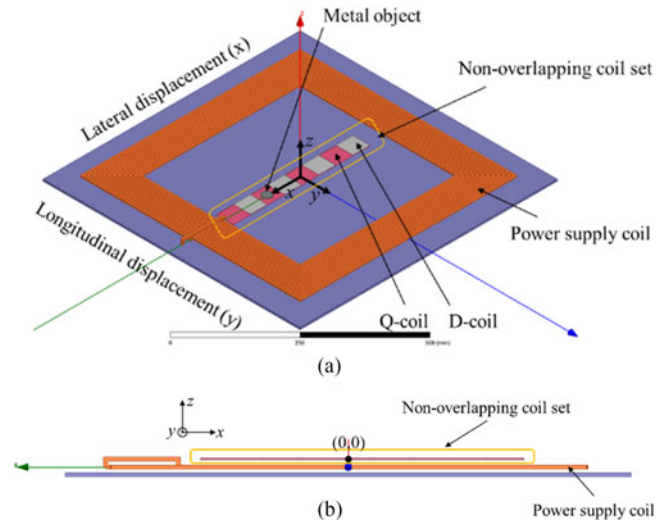 Metal object
Non-overlapping coil set
Lateral displacement (x)
z
x
y
Longitudinal displacement (y)
Power supply coil
Q-coil
D-coil
0
250
500 (mm)
(a)
z
y
x
(0,0)
Non-overlapping coil set
Power supply coil
(b)